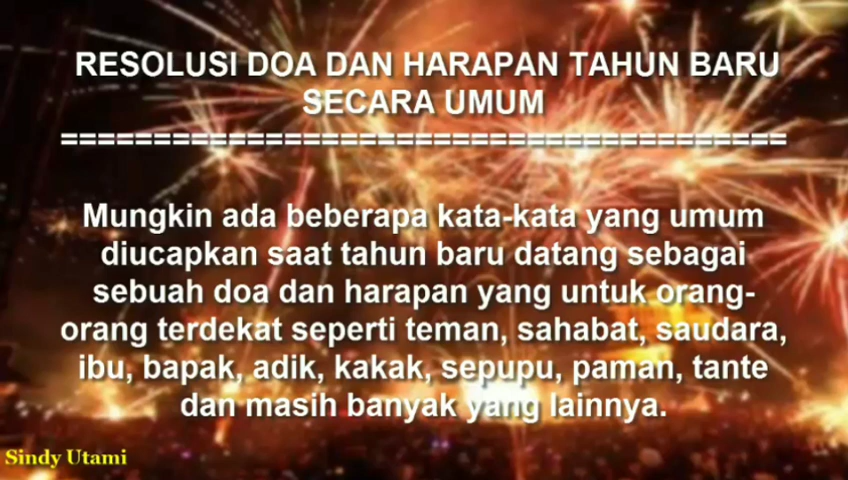 RESOLUSI DOA DAN HARAPAN TAHUN BARU
SECARA UMUM
=======================================
Mungkin ada beberapa kata-kata yang umum
diucapkan saat tahun baru datang sebagai
sebuah doa dan harapan yang untuk orang-
orang terdekat seperti teman, sahabat, saudara,
ibu, bapak, adik, kakak, sepupu, paman, tante
dan masih banyak yang lainnya.
Sindy Utami